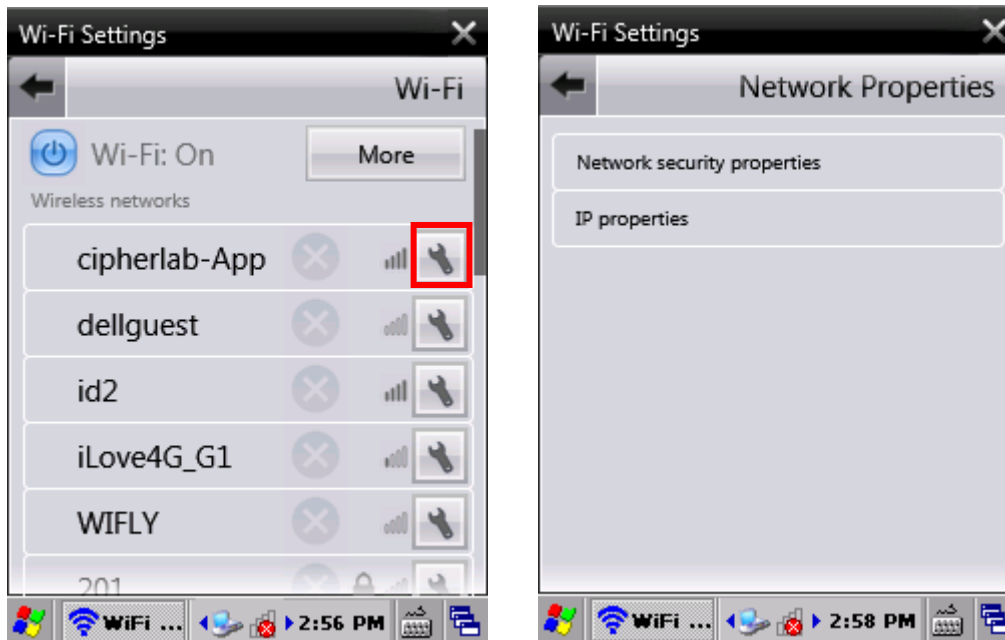 Wi-Fi Settings
Wi-Fi
Wi-Fi: On
More
Wireless networks
cipherlab-App
dellguest
id2
iLove4G_G1
WIFLY
201
WiFi ...
2:56 PM
Wi-Fi Settings
Network Properties
Network security properties
IP properties
WiFi ...
2:58 PM